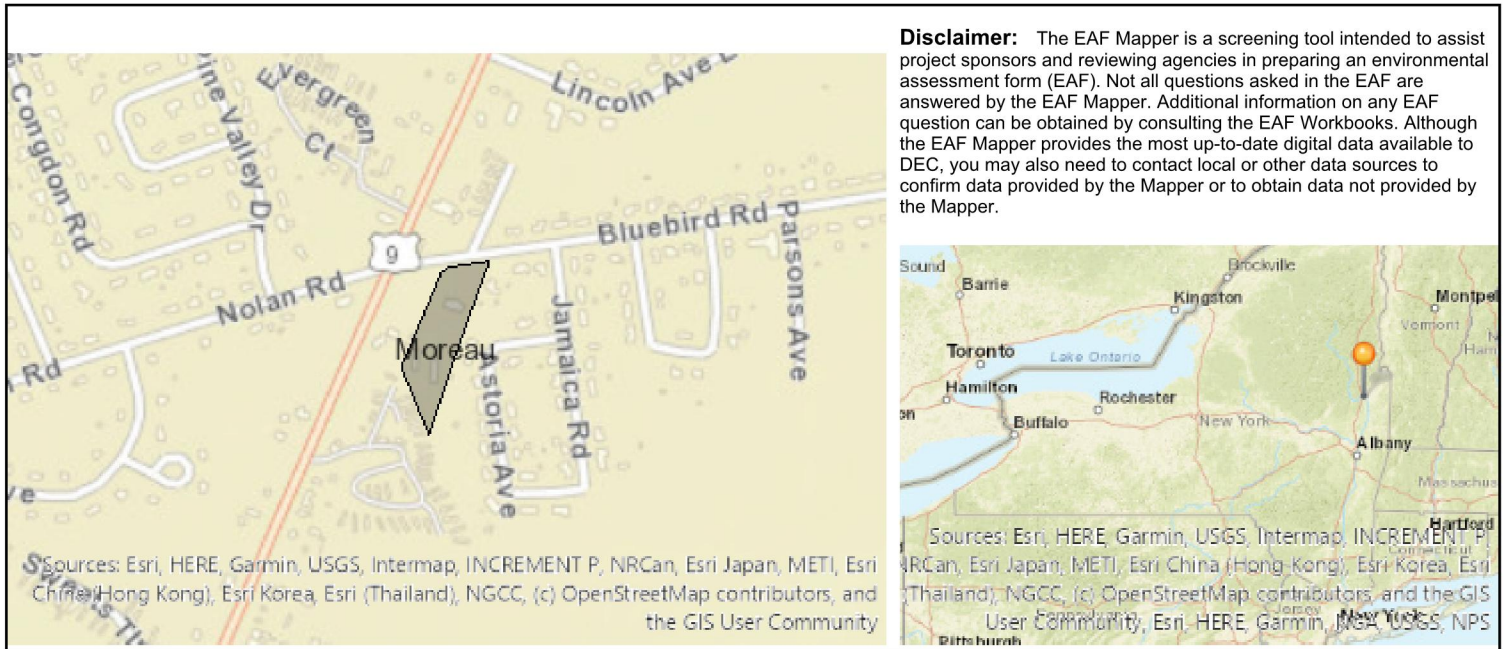 Disclaimer: The EAF Mapper is a screening tool intended to assist
project sponsors and reviewing agencies in preparing an environmental
assessment form (EAF). Not all questions asked in the EAF are
answered by the EAF Mapper. Additional information on any EAF
question can be obtained by consulting the EAF Workbooks. Although
the EAF Mapper provides the most up-to-date digital data available to
DEC, you may also need to contact local or other data sources to
confirm data provided by the Mapper or to obtain data not provided by
the Mapper.
Congdon Rd
Pine Valley Dr
Evergreen
Ct
Lincoln Ave
9
Nolan Rd
Bluebird Rd
Parsons Ave
Jamaica Rd
Moreau
Astoria Ave
Rd
Sources: Esri, HERE, Garmin, USGS, Intermap, INCREMENT P, NRCan, Esri Japan, METI, Esri
China (Hong Kong), Esri Korea, Esri (Thailand), NGCC, (c) OpenStreetMap contributors, and
the GIS User Community
Sound
Barrie
Brockville
Kingston
Montpel
Vermont
Toronto
Lake Ontario
Hamilton
Rochester
Buffalo
New York
Albany
Massachus
Hartford
Connecticut
Sources: Esri, HERE, Garmin, USGS, Intermap, INCREMENT P,
NRCan, Esri Japan, METI, Esri China (Hong Kong), Esri Korea, Esri
(Thailand), NGCC, (c) OpenStreetMap contributors, and the GIS
User Community, Esri, HERE, Garmin, NGA, USGS, NPS
Pennsylvania
Jersey
New York
Pittsburgh